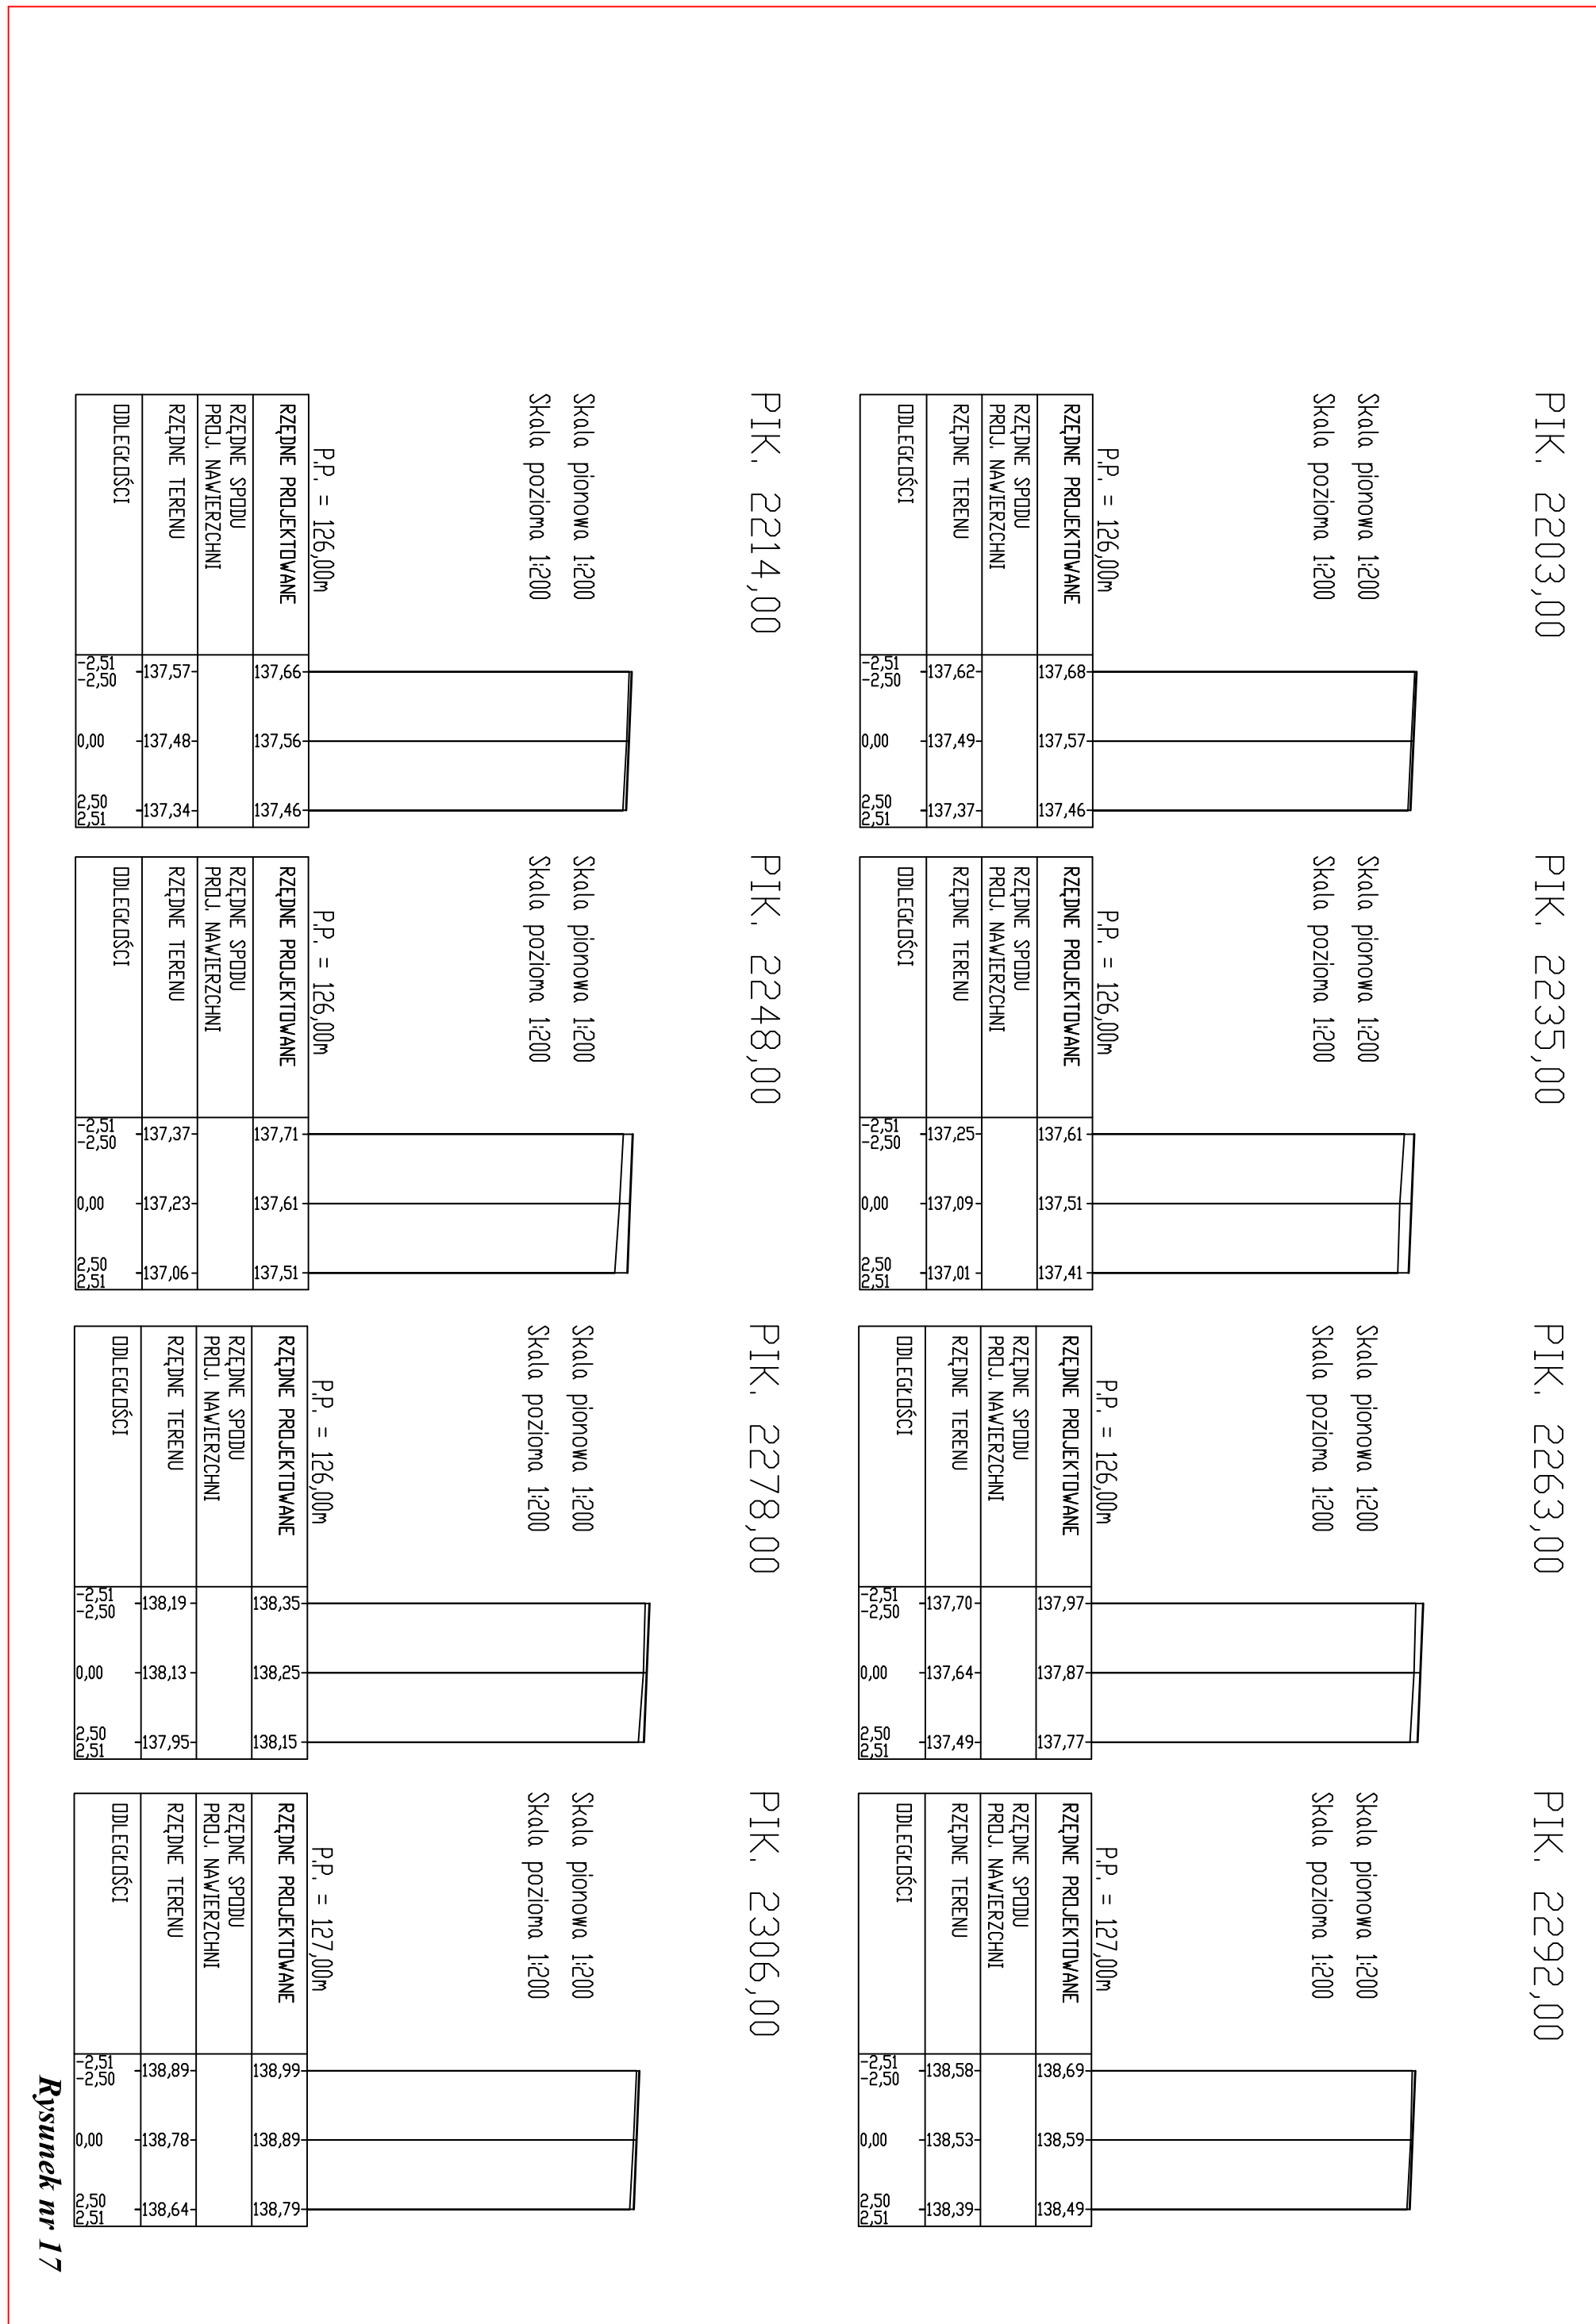 PIK. 2203,00
Skala pionowa 1:200
Skala pozioma 1:200
P.P. = 126,00m
RZĘDNE PROJEKTOWANE
137,68
137,57
137,46
RZĘDNE SPODU
PROJ. NAWIERZCHNI
RZĘDNE TERENU
137,62
137,49
137,37
ODLEGŁOŚCI
-2,51
-2,50
0,00
2,50
2,51
PIK. 2235,00
Skala pionowa 1:200
Skala pozioma 1:200
P.P. = 126,00m
RZĘDNE PROJEKTOWANE
137,61
137,51
137,41
RZĘDNE SPODU
PROJ. NAWIERZCHNI
RZĘDNE TERENU
137,25
137,09
137,01
ODLEGŁOŚCI
-2,51
-2,50
0,00
2,50
2,51
PIK. 2263,00
Skala pionowa 1:200
Skala pozioma 1:200
P.P. = 126,00m
RZĘDNE PROJEKTOWANE
137,97
137,87
137,77
RZĘDNE SPODU
PROJ. NAWIERZCHNI
RZĘDNE TERENU
137,70
137,64
137,49
ODLEGŁOŚCI
-2,51
-2,50
0,00
2,50
2,51
PIK. 2292,00
Skala pionowa 1:200
Skala pozioma 1:200
P.P. = 127,00m
RZĘDNE PROJEKTOWANE
138,69
138,59
138,49
RZĘDNE SPODU
PROJ. NAWIERZCHNI
RZĘDNE TERENU
138,58
138,53
138,39
ODLEGŁOŚCI
-2,51
-2,50
0,00
2,50
2,51
PIK. 2214,00
Skala pionowa 1:200
Skala pozioma 1:200
P.P. = 126,00m
RZĘDNE PROJEKTOWANE
137,66
137,56
137,46
RZĘDNE SPODU
PROJ. NAWIERZCHNI
RZĘDNE TERENU
137,57
137,48
137,34
ODLEGŁOŚCI
-2,51
-2,50
0,00
2,50
2,51
PIK. 2248,00
Skala pionowa 1:200
Skala pozioma 1:200
P.P. = 126,00m
RZĘDNE PROJEKTOWANE
137,71
137,61
137,51
RZĘDNE SPODU
PROJ. NAWIERZCHNI
RZĘDNE TERENU
137,37
137,23
137,06
ODLEGŁOŚCI
-2,51
-2,50
0,00
2,50
2,51
PIK. 2278,00
Skala pionowa 1:200
Skala pozioma 1:200
P.P. = 126,00m
RZĘDNE PROJEKTOWANE
138,35
138,25
138,15
RZĘDNE SPODU
PROJ. NAWIERZCHNI
RZĘDNE TERENU
138,19
138,13
137,95
ODLEGŁOŚCI
-2,51
-2,50
0,00
2,50
2,51
PIK. 2306,00
Skala pionowa 1:200
Skala pozioma 1:200
P.P. = 127,00m
RZĘDNE PROJEKTOWANE
138,99
138,89
138,79
RZĘDNE SPODU
PROJ. NAWIERZCHNI
RZĘDNE TERENU
138,89
138,78
138,64
ODLEGŁOŚCI
-2,51
-2,50
0,00
2,50
2,51
Rysunek nr 17